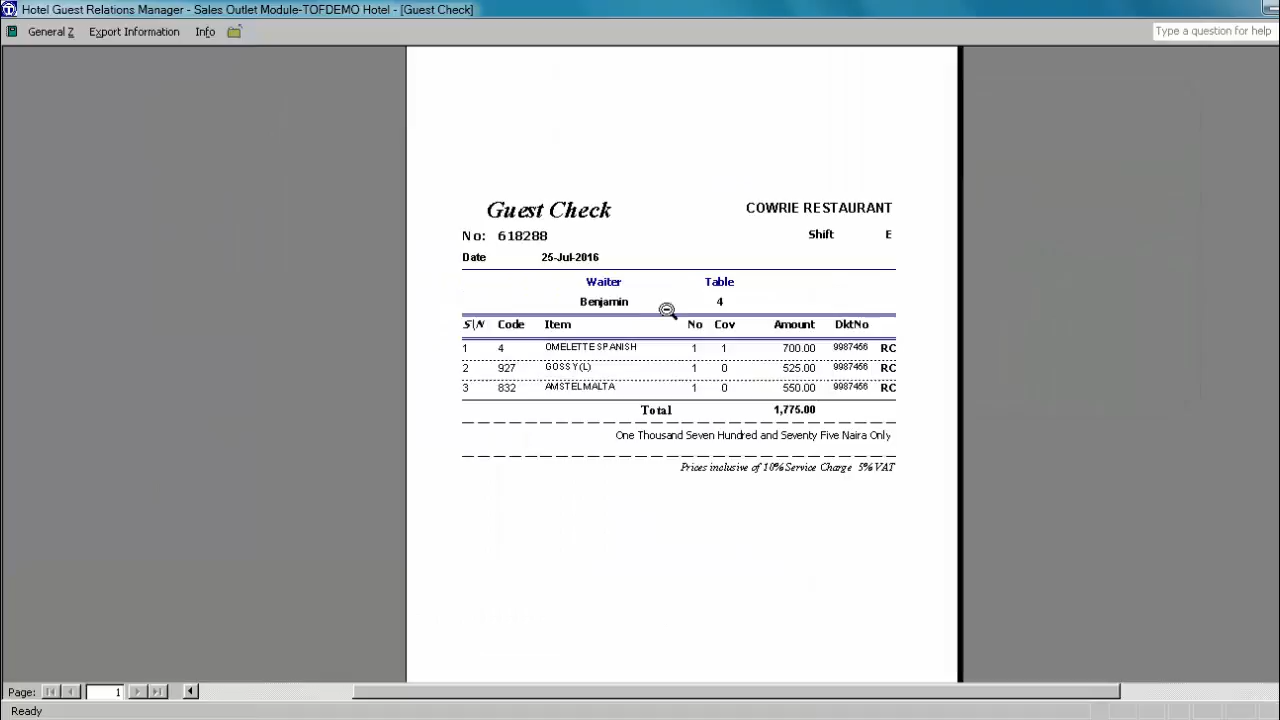 Hotel Guest Relations Manager - Sales Outlet Module-TOFDEMO Hotel - [Guest Check]
General Z Export Information Info Type a question for help
Guest Check COWRIE RESTAURANT
No: 618288 Shift E
Date 25-Jul-2016
Waiter Table
Benjamin 4
S\N Code Item No Cov Amount DktNo
1 4 OMELETTE SPANISH 1 1 700.00 9987456 RC
2 927 GOSSY(L) 1 0 525.00 9987456 RC
3 832 AMSTEL MALTA 1 0 550.00 9987456 RC
Total 1,775.00
One Thousand Seven Hundred and Seventy Five Naira Only
Prices inclusive of 10% Service Charge 5% VAT
Page: 1
Ready